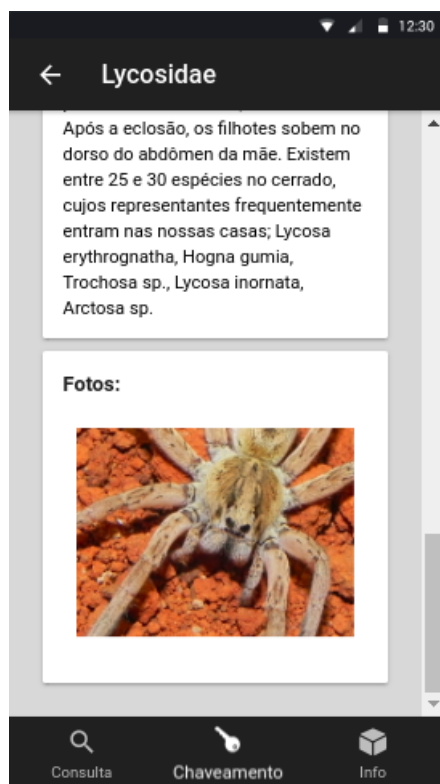 12:30
Lycosidae
Após a eclosão, os filhotes sobem no
dorso do abdômen da mãe. Existem
entre 25 e 30 espécies no cerrado,
cujos representantes frequentemente
entram nas nossas casas; Lycosa
erythrognatha, Hogna gumia,
Trochosa sp., Lycosa inornata,
Arctosa sp.
Fotos:
Consulta
Chaveamento
Info